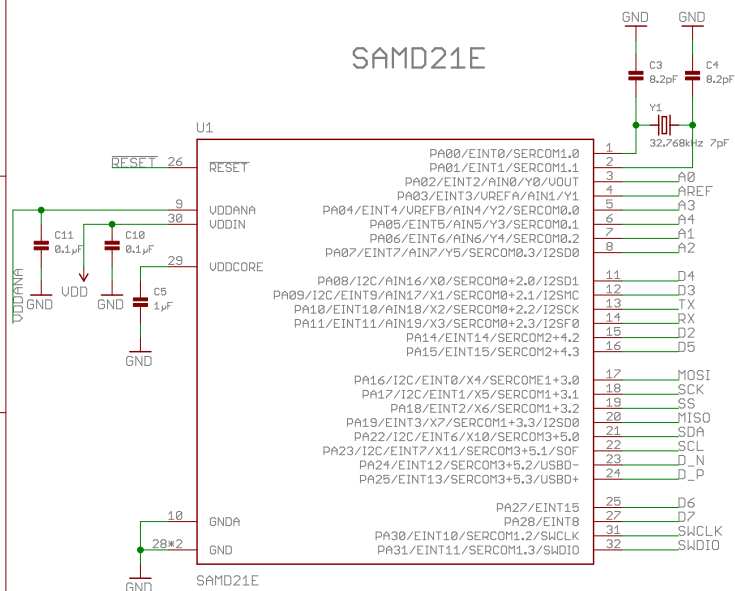 GND GND
SAMD21E
C3 C4
8.2pF 8.2pF
Y1
32.768kHz 7pF
U1
RESET 26 RESET
9 VDDANA
30 VDDIN
29 VDDCORE
C11 C10
0.1µF 0.1µF
C5
1µF
VDDANA
GND VDD GND
GND
PA00/EINT0/SERCOM1.0 1
PA01/EINT1/SERCOM1.1 2
PA02/EINT2/AIN0/Y0/VOUT 3 A0
PA03/EINT3/VREFA/AIN1/Y1 4 AREF
PA04/EINT4/VREFB/AIN4/Y2/SERCOM0.0 5 A3
PA05/EINT5/AIN5/Y3/SERCOM0.1 6 A4
PA06/EINT6/AIN6/Y4/SERCOM0.2 7 A1
PA07/EINT7/AIN7/Y5/SERCOM0.3/I2SD0 8 A2
PA08/I2C/AIN16/X0/SERCOM0+2.0/I2SD1 11 D4
PA09/I2C/EINT9/AIN17/X1/SERCOM0+2.1/I2SMC 12 D3
PA10/EINT10/AIN18/X2/SERCOM0+2.2/I2SCK 13 TX
PA11/EINT11/AIN19/X3/SERCOM0+2.3/I2SF0 14 RX
PA14/EINT14/SERCOM2+4.2 15 D2
PA15/EINT15/SERCOM2+4.3 16 D5
PA16/I2C/EINT0/X4/SERCOME1+3.0 17 MOSI
PA17/I2C/EINT1/X5/SERCOM1+3.1 18 SCK
PA18/EINT2/X6/SERCOM1+3.2 19 SS
PA19/EINT3/X7/SERCOM1+3.3/I2SD0 20 MISO
PA22/I2C/EINT6/X10/SERCOM3+5.0 21 SDA
PA23/I2C/EINT7/X11/SERCOM3+5.1/SOF 22 SCL
PA24/EINT12/SERCOM3+5.2/USBD- 23 D_N
PA25/EINT13/SERCOM3+5.3/USBD+ 24 D_P
PA27/EINT15 25 D6
PA28/EINT8 27 D7
PA30/EINT10/SERCOM1.2/SWCLK 31 SWCLK
PA31/EINT11/SERCOM1.3/SWDIO 32 SWDIO
10 GNDA
28*2 GND
GND
SAMD21E